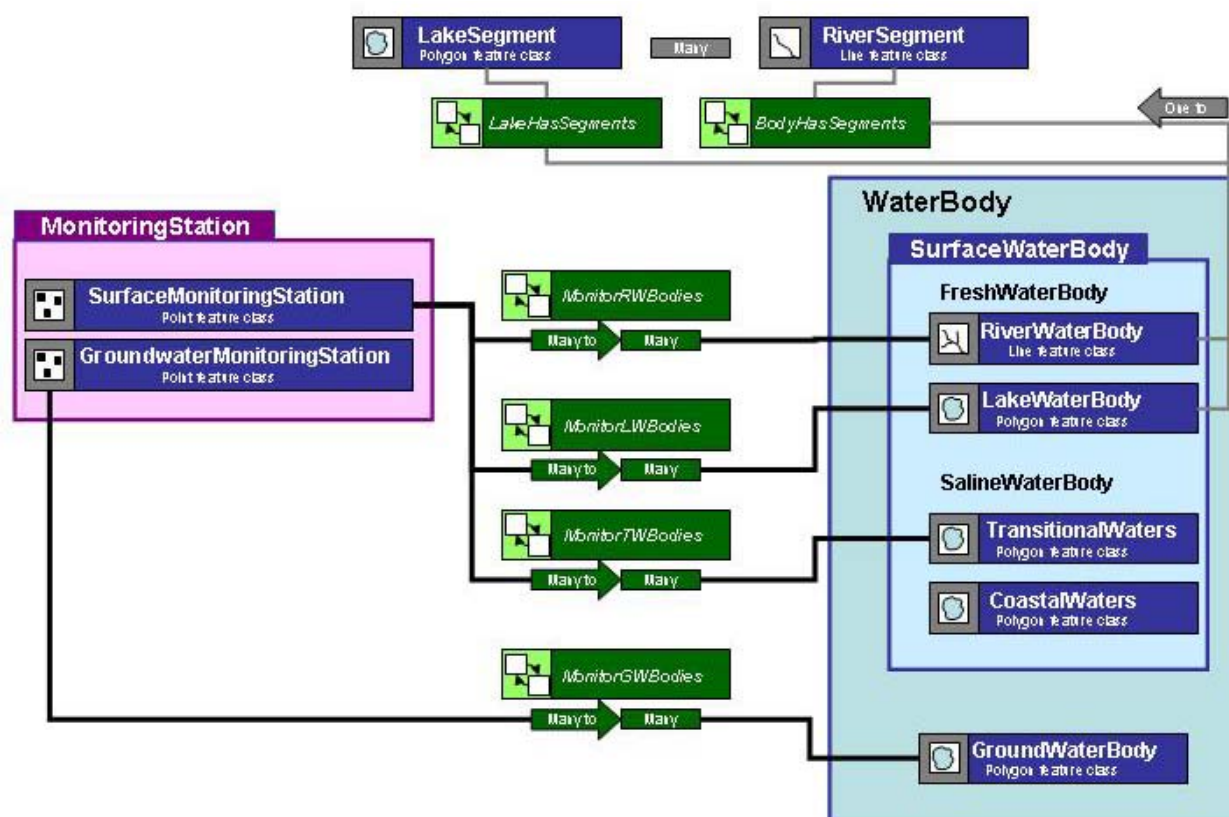 LakeSegment
Polygon feature class
Many
RiverSegment
Line feature class
LakeHasSegments
BodyHasSegments
One to
WaterBody
MonitoringStation
SurfaceWaterBody
SurfaceMonitoringStation
Point feature class
MonitorRWBodies
FreshWaterBody
Many to
Many
RiverWaterBody
Line feature class
GroundwaterMonitoringStation
Point feature class
LakeWaterBody
Polygon feature class
MonitorLWBodies
Many to
Many
SalineWaterBody
MonitorTWBodies
TransitionalWaters
Polygon feature class
Many to
Many
CoastalWaters
Polygon feature class
MonitorGWBodies
Many to
Many
GroundWaterBody
Polygon feature class